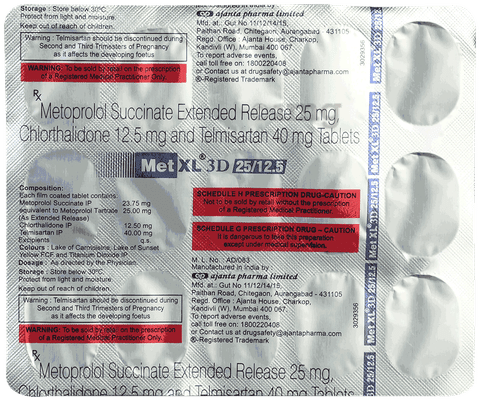 Storage : Store below 30°C.
Protect from light and moisture.
Keep out of reach of children.
Warning : Telmisartan should be discontinued during
Second and Third Trimesters of Pregnancy
as it affects the developing foetus
WARNING: To be sold by retail on the prescription
of a Registered Medical Practitioner Only.
ajanta pharma limited
Mfd. at.: Gut No 11/12/14/15,
Paithan Road, Chitegaon, Aurangabad - 431105
Regd. Office : Ajanta House, Charkop,
Kandivli (W), Mumbai 400 067.
To report adverse events,
call toll free on: 1800220408
or Contact us at drugsafety@ajantapharma.com
®-Registered Trademark
3029356
Rx
Metoprolol Succinate Extended Release 25 mg,
Chlorthalidone 12.5 mg and Telmisartan 40 mg Tablets
Met XL® 3D 25/12.5
Composition:
Each film coated tablet contains:
Metoprolol Succinate IP 23.75 mg
equivalent to Metoprolol Tartrate 25.00 mg
(As Extended Release)
Chlorthalidone IP 12.50 mg
Telmisartan IP 40.00 mg
Excipients q.s.
Colours : Lake of Carmoisine, Lake of Sunset
Yellow FCF and Titanium Dioxide IP
Dosage : As directed by the Physician.
Storage : Store below 30°C.
Protect from light and moisture.
Keep out of reach of children.
SCHEDULE H PRESCRIPTION DRUG-CAUTION
Not to be sold by retail without the prescription
of a Registered Medical Practitioner.
SCHEDULE G PRESCRIPTION DRUG – CAUTION
It is dangerous to take this preparation
except under medical supervision.
M. L. No. : AD/083
Manufactured in India by
ajanta pharma limited
Mfd. at.: Gut No 11/12/14/15,
Paithan Road, Chitegaon, Aurangabad - 431105
Regd. Office : Ajanta House, Charkop,
Kandivli (W), Mumbai 400 067.
To report adverse events,
call toll free on: 1800220408
or Contact us at drugsafety@ajantapharma.com
®-Registered Trademark
3029356
Warning : Telmisartan should be discontinued during
Second and Third Trimesters of Pregnancy
as it affects the developing foetus
WARNING: To be sold by retail on the prescription
of a Registered Medical Practitioner Only.
Rx
Metoprolol Succinate Extended Release 25 mg,
Chlorthalidone 12.5 mg and Telmisartan 40 mg Tablets
Met XL 3D 25/12.5
Met XL 3D 25/12.5
Met XL 3D 25/12.5